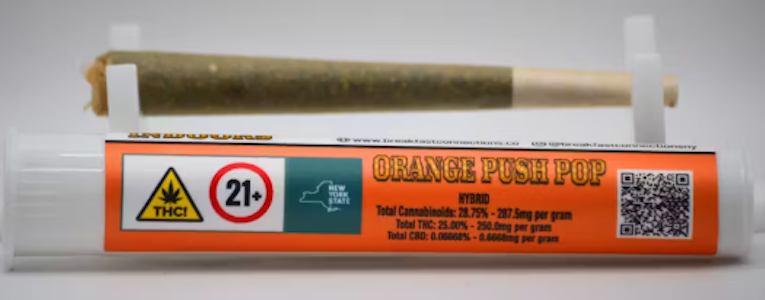 INDOORS
www.breakfastconnections.co @breakfastconnectionsny
ORANGE PUSH POP
THC!
21+
NEW
YORK
STATE
HYBRID
Total Cannabinoids: 28.75% - 287.5mg per gram
Total THC: 25.00% - 250.0mg per gram
Total CBD: 0.06668% - 0.6668mg per gram